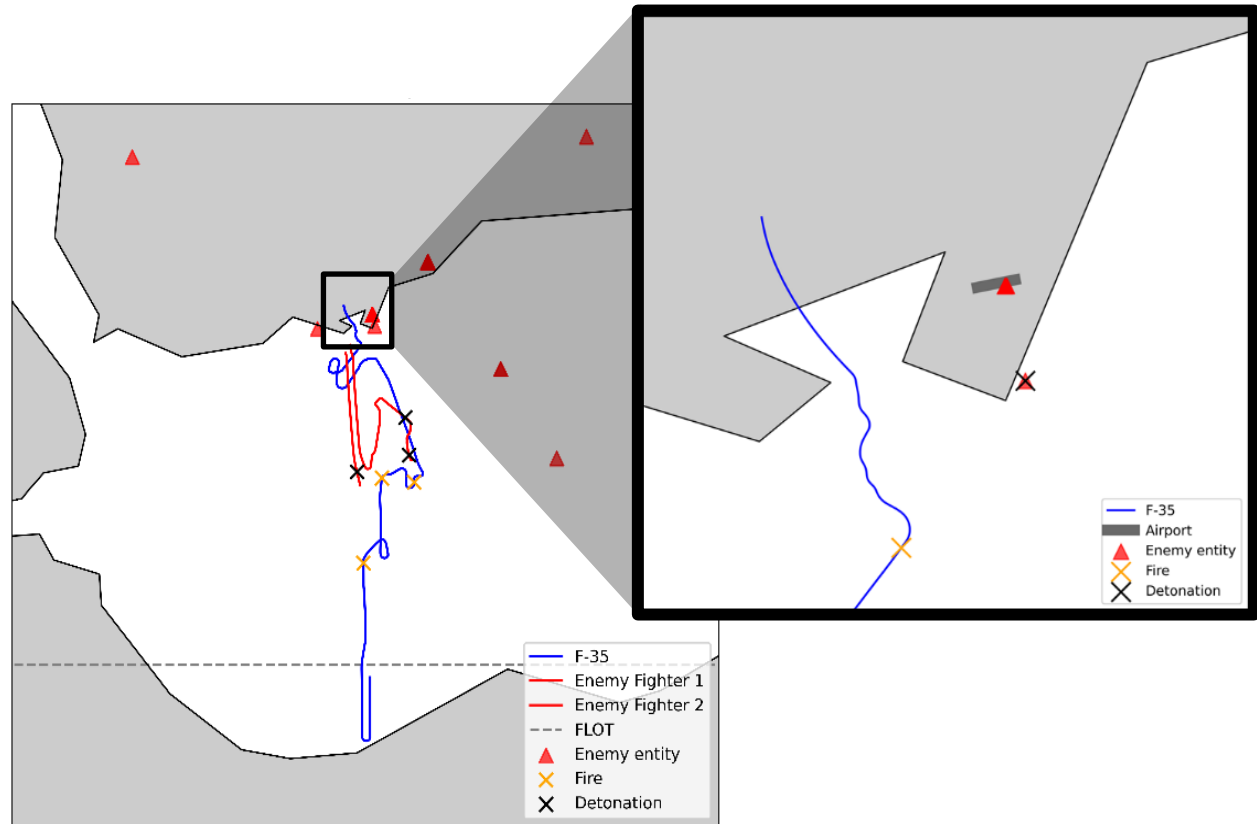 F-35
Airport
Enemy entity
Fire
Detonation
F-35
Enemy Fighter 1
Enemy Fighter 2
FLOT
Enemy entity
Fire
Detonation